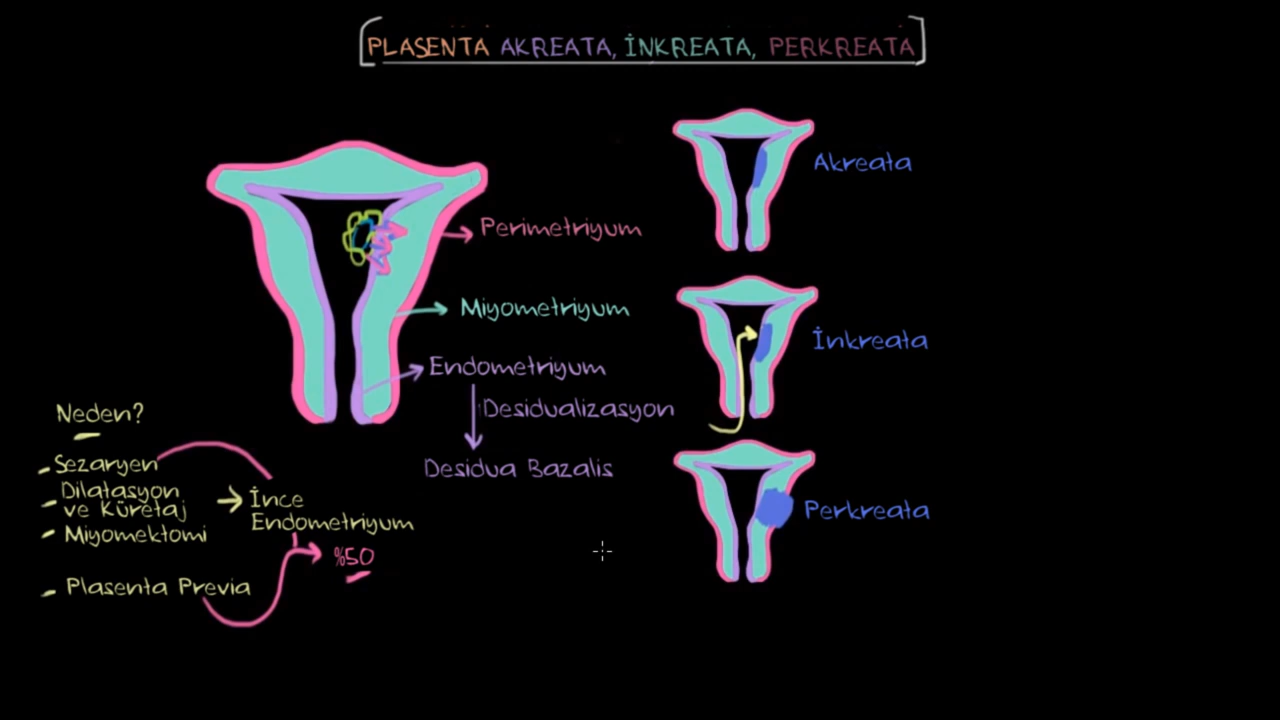 PLASENTA AKREATA, İNKREATA, PERKREATA
Akreata
Perimetriyum
Miyometriyum
İnkreata
Endometriyum
Desidualizasyon
Desidua Bazalis
Perkreata
Neden?
- Sezaryen
- Dilatasyon
ve Küretaj
- Miyomektomi
İnce
Endometriyum
%50
- Plasenta Previa